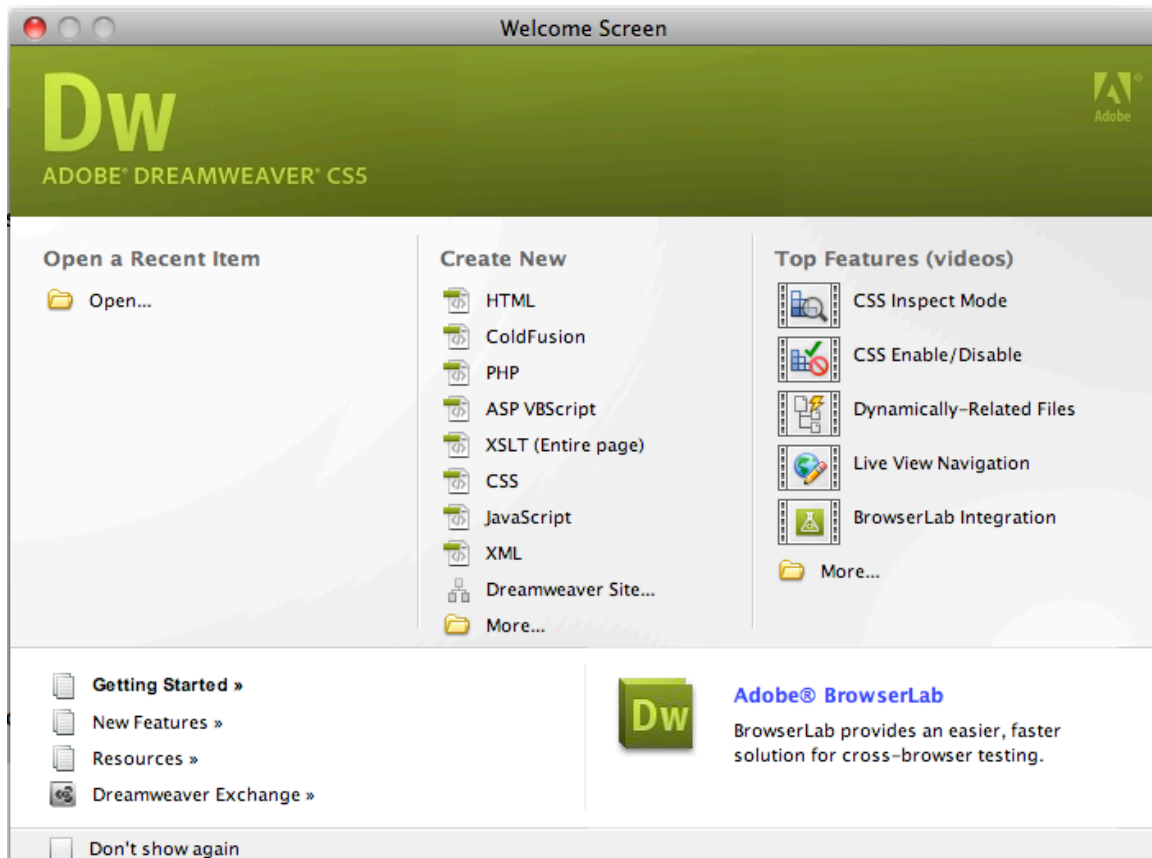 Welcome Screen
Dw
ADOBE® DREAMWEAVER® CS5
Adobe®
Open a Recent Item
Open...
Create New
HTML
ColdFusion
PHP
ASP VBScript
XSLT (Entire page)
CSS
JavaScript
XML
Dreamweaver Site...
More...
Top Features (videos)
CSS Inspect Mode
CSS Enable/Disable
Dynamically-Related Files
Live View Navigation
BrowserLab Integration
More...
Getting Started »
New Features »
Resources »
Dreamweaver Exchange »
Dw
Adobe® BrowserLab
BrowserLab provides an easier, faster
solution for cross-browser testing.
Don't show again